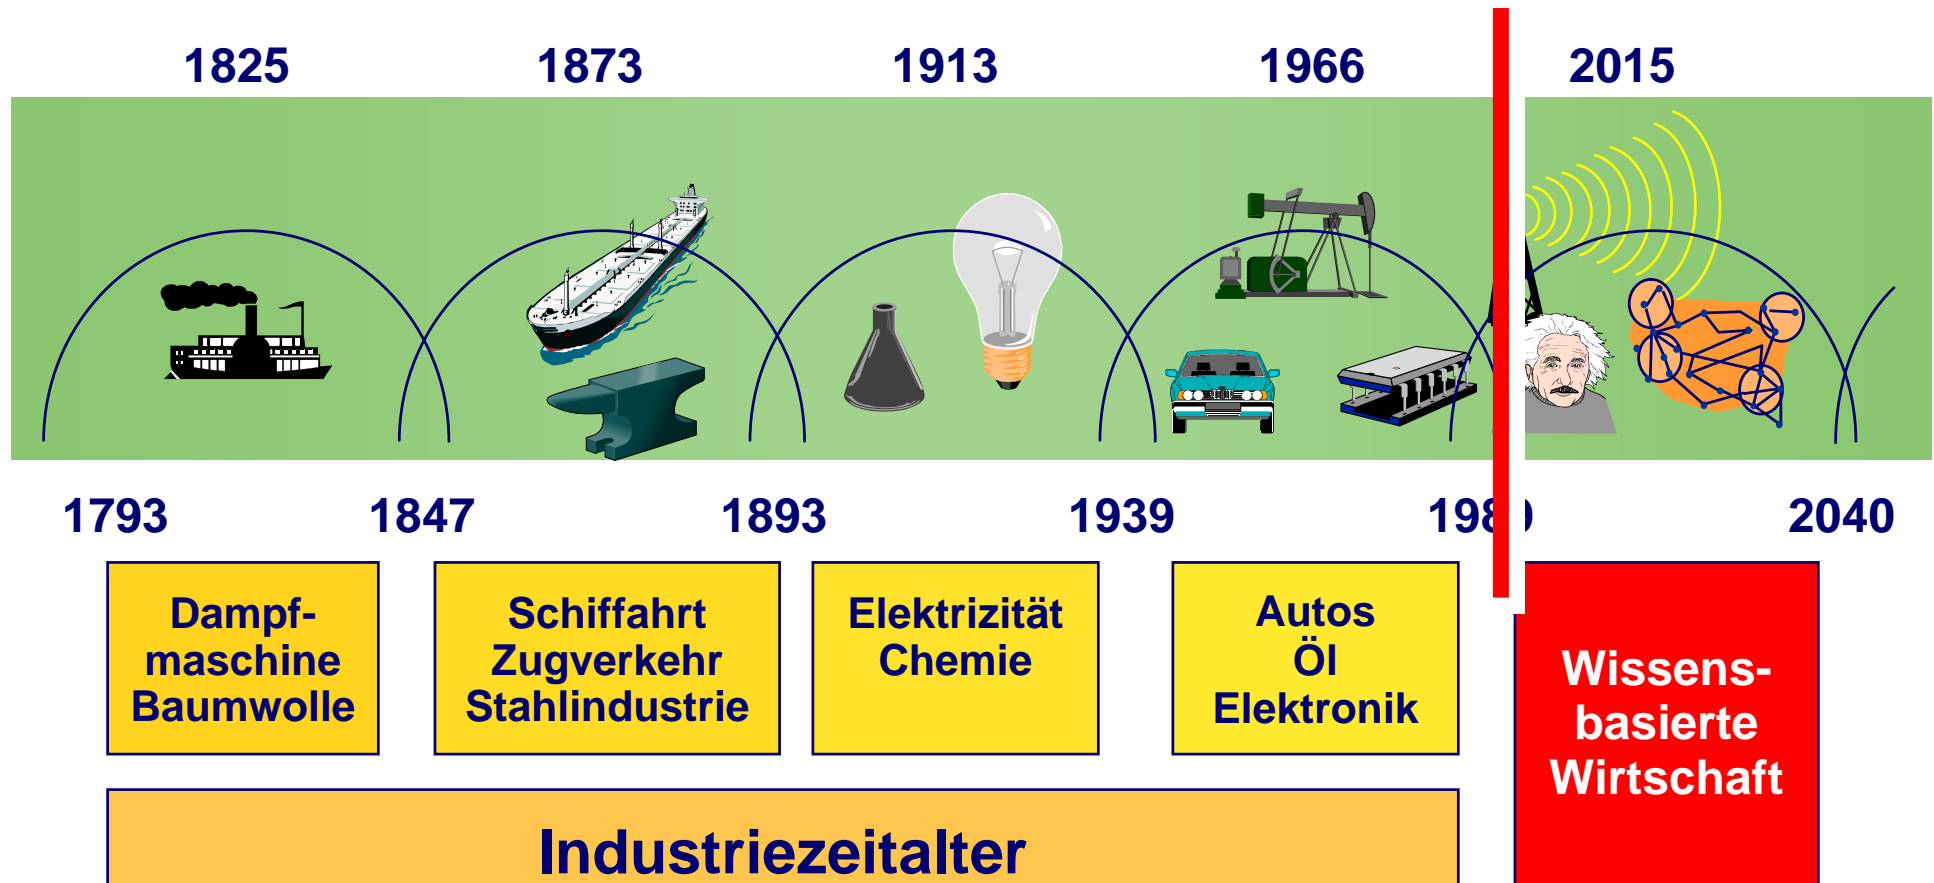 1825 1873 1913 1966 2015
1793 1847 1893 1939 2040
Dampf-
maschine
Baumwolle
Schiffahrt
Zugverkehr
Stahlindustrie
Elektrizität
Chemie
Autos
Öl
Elektronik
Wissens-
basierte
Wirtschaft
Industriezeitalter